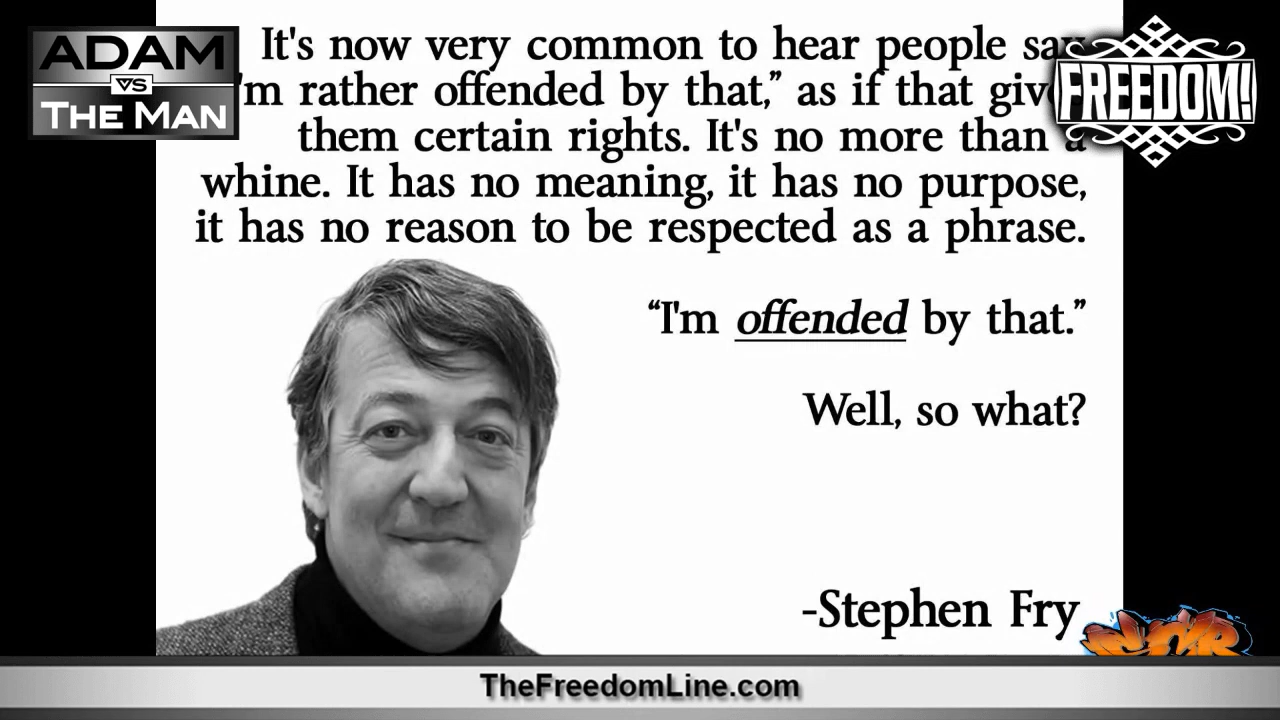 ADAM
VS
THE MAN
FREEDOM!
It's now very common to hear people say
"I'm rather offended by that," as if that give
them certain rights. It's no more than a
whine. It has no meaning, it has no purpose,
it has no reason to be respected as a phrase.
“I'm offended by that.”
Well, so what?
-Stephen Fry
TheFreedomLine.com